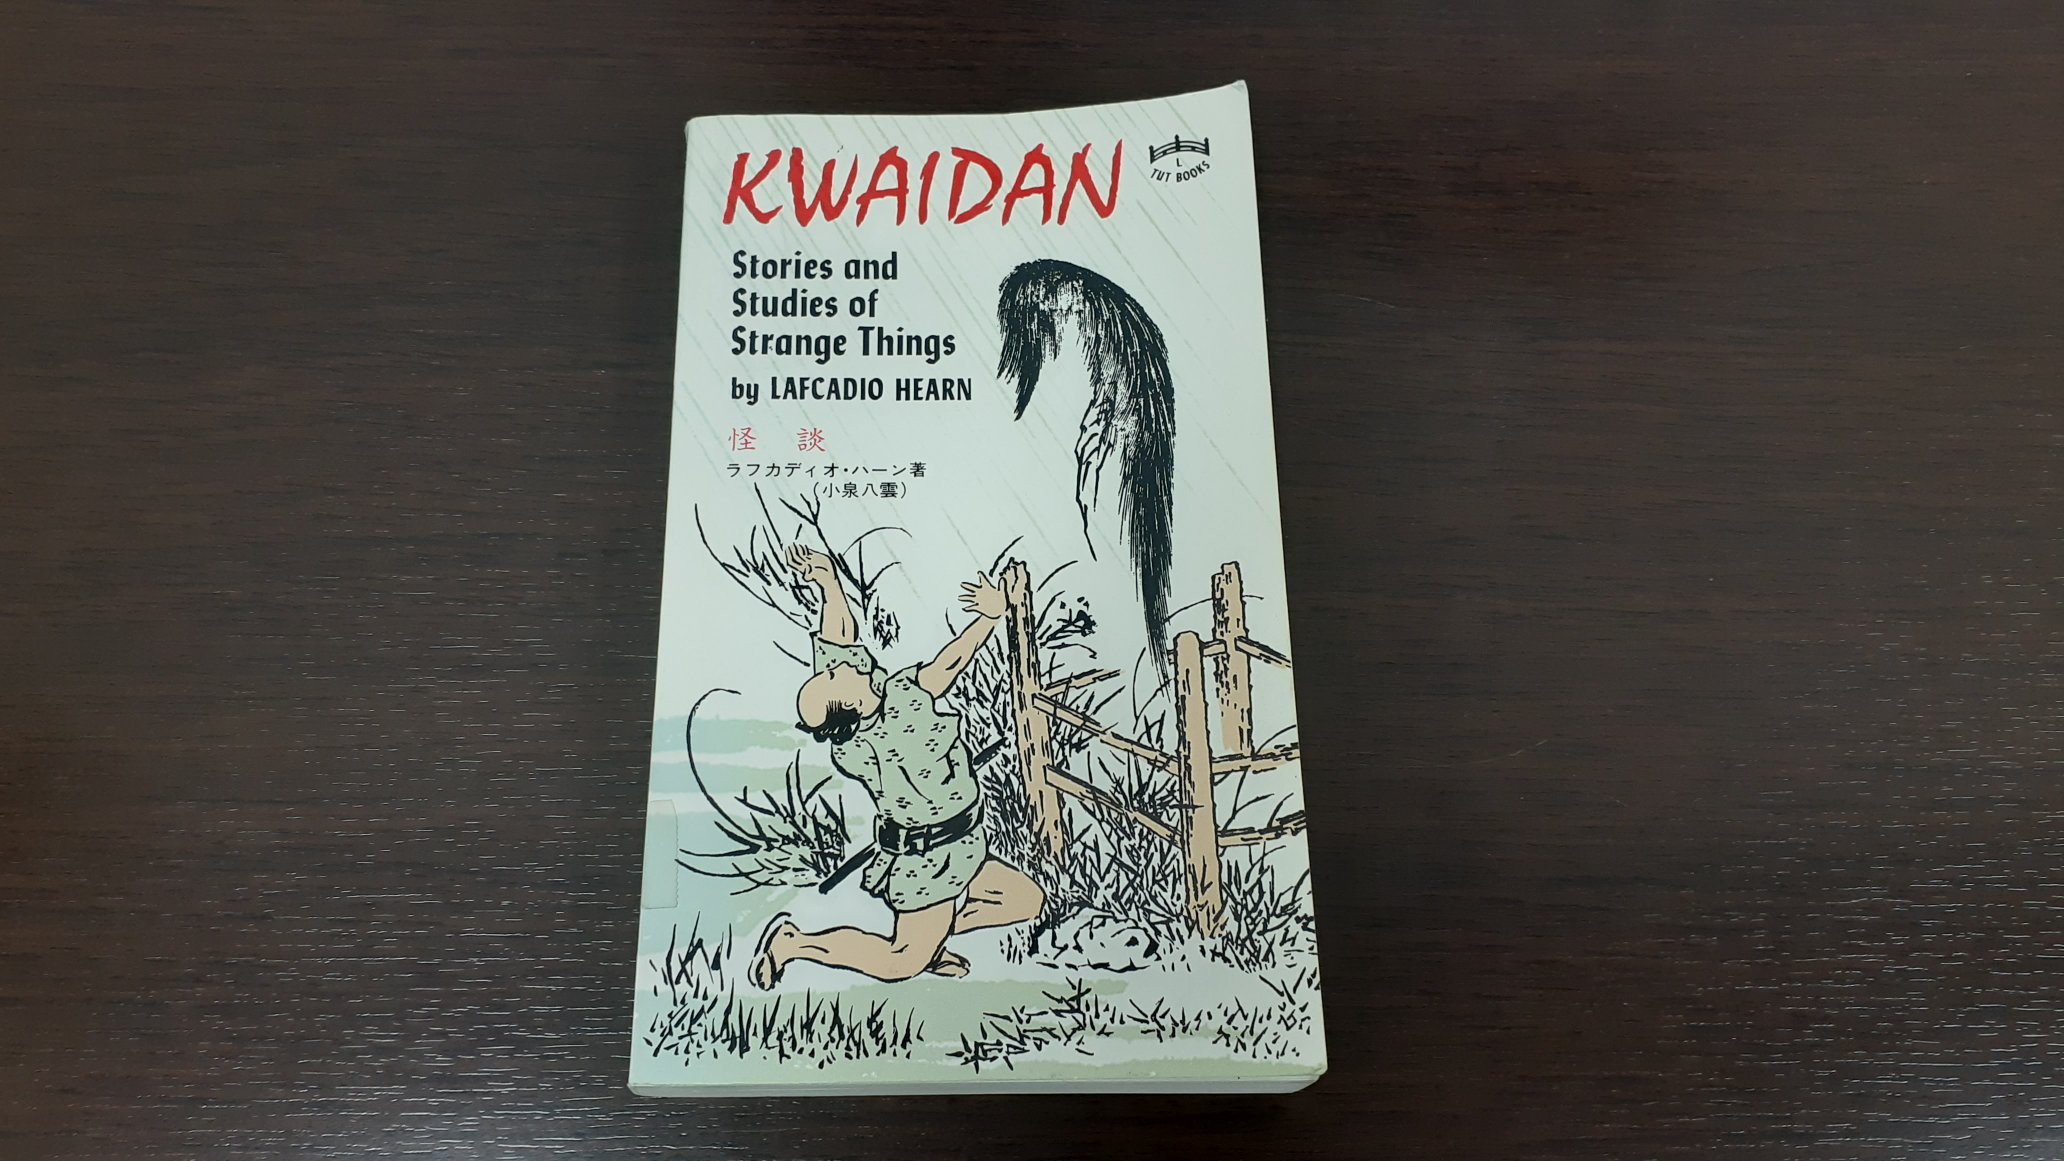 KWAIDAN
L
TUT BOOKS
Stories and
Studies of
Strange Things
by LAFCADIO HEARN
怪 談
ラフカディオ・ハーン著
(小泉八雲)